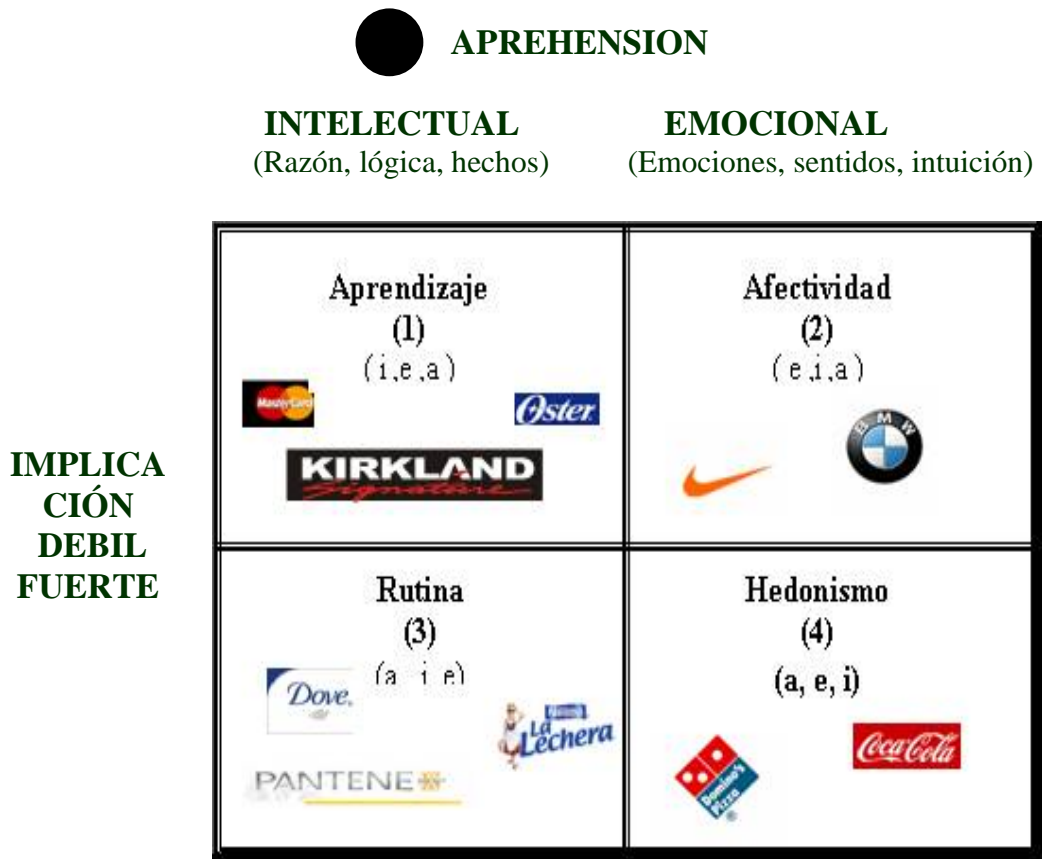 APREHENSION
INTELECTUAL
(Razón, lógica, hechos)
EMOCIONAL
(Emociones, sentidos, intuición)
Aprendizaje
(1)
( i,e,a )
MasterCard
Oster
KIRKLAND
Signature
Afectividad
(2)
( e,i,a )
BMW
IMPLICA
CIÓN
DEBIL
FUERTE
Rutina
(3)
(a i e)
Dove
La
Lechera
PANTENE
Hedonismo
(4)
(a, e, i)
Coca-Cola
Domino's
Pizza